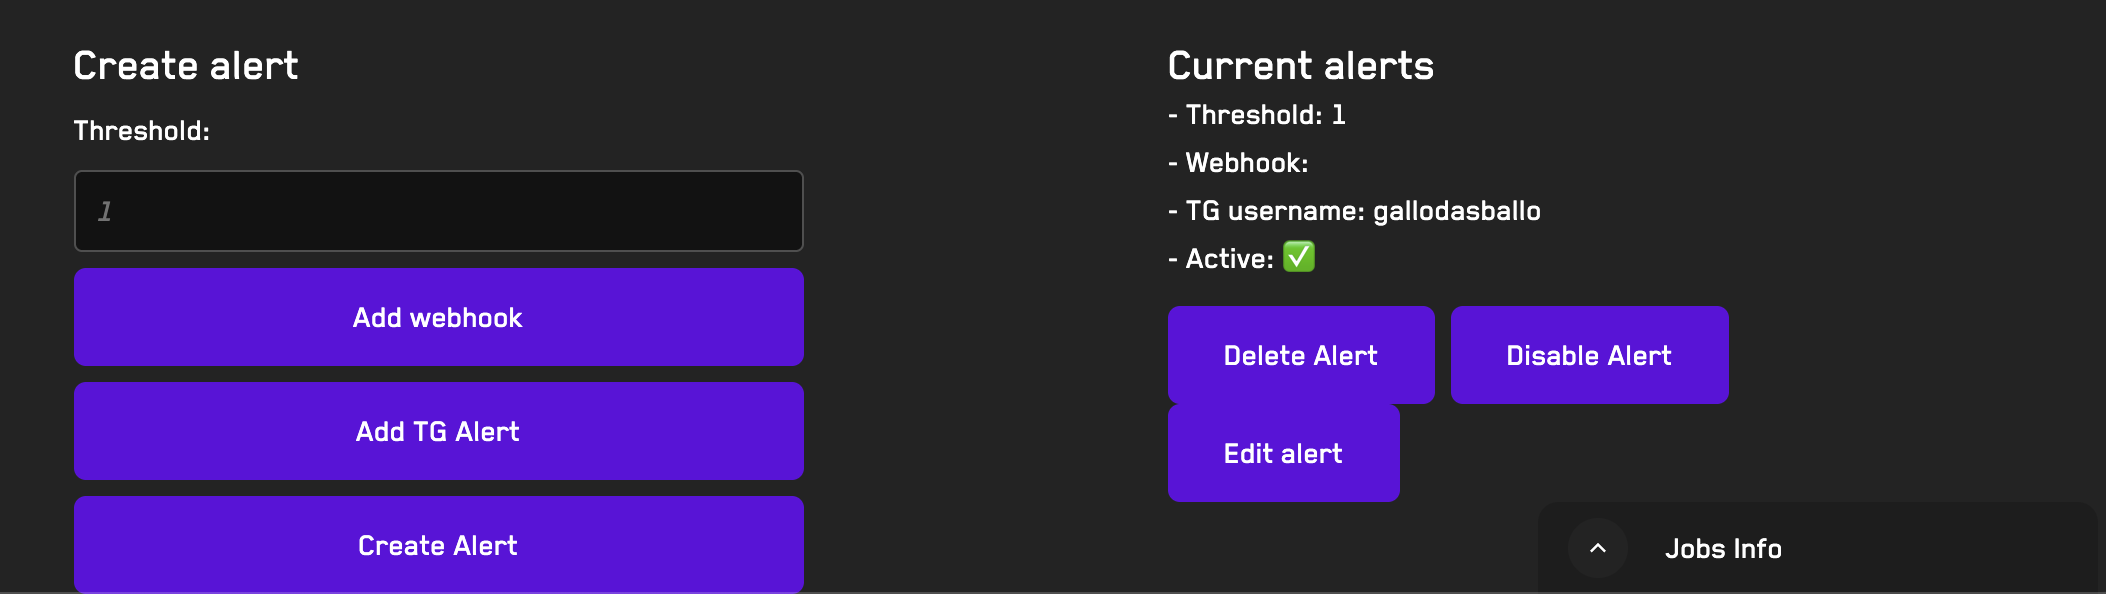 Create alert
Threshold:
1
Add webhook
Add TG Alert
Create Alert
Current alerts
- Threshold: 1
- Webhook:
- TG username: gallodasballo
- Active: ✅
Delete Alert
Disable Alert
Edit alert
Jobs Info